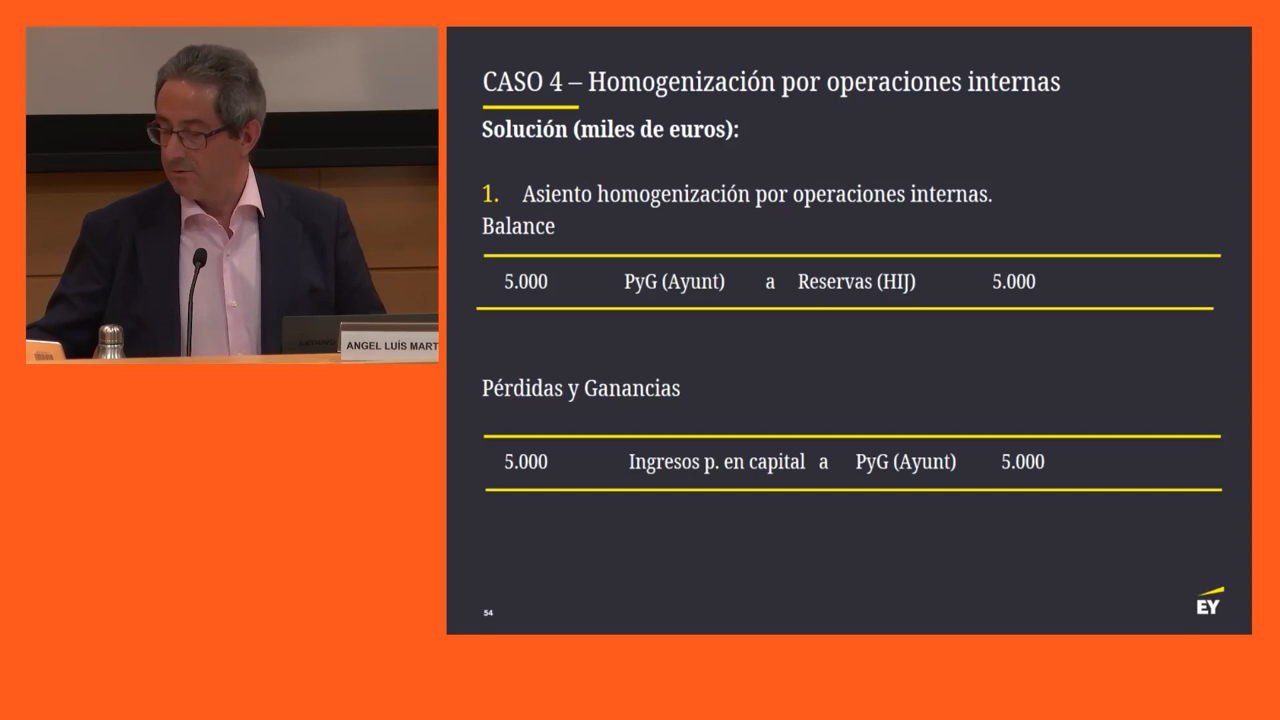 CASO 4 – Homogenización por operaciones internas
Solución (miles de euros):
1. Asiento homogenización por operaciones internas.
Balance
5.000 PyG (Ayunt) a Reservas (HIJ) 5.000
Pérdidas y Ganancias
5.000 Ingresos p. en capital a PyG (Ayunt) 5.000
54
EY
ANGEL LUÍS MART